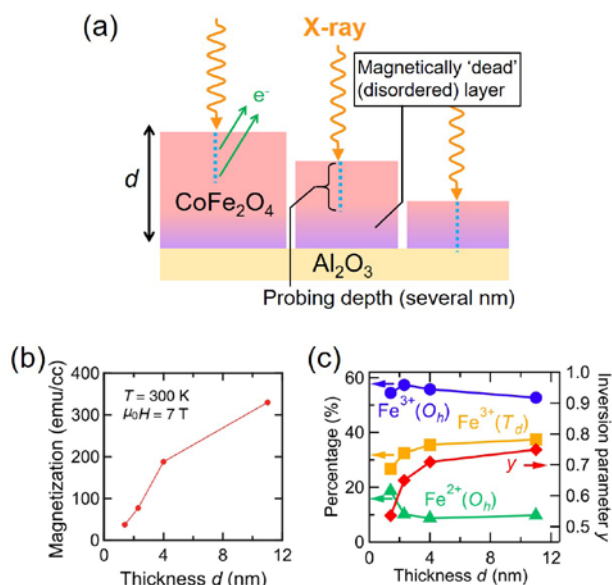 (a)
X-ray
Magnetically 'dead'
(disordered) layer
e⁻
d
CoFe₂O₄
Al₂O₃
Probing depth (several nm)
(b)
Magnetization (emu/cc)
400
300
200
100
0
T = 300 K
μ₀H = 7 T
0 4 8 12
Thickness d (nm)
(c)
Percentage (%)
60
40
20
0
Fe³⁺(Oₕ)
Fe³⁺(T_d)
y
Fe²⁺(Oₕ)
1.0
0.9
0.8
0.7
0.6
0.5
Inversion parameter y
0 4 8 12
Thickness d (nm)